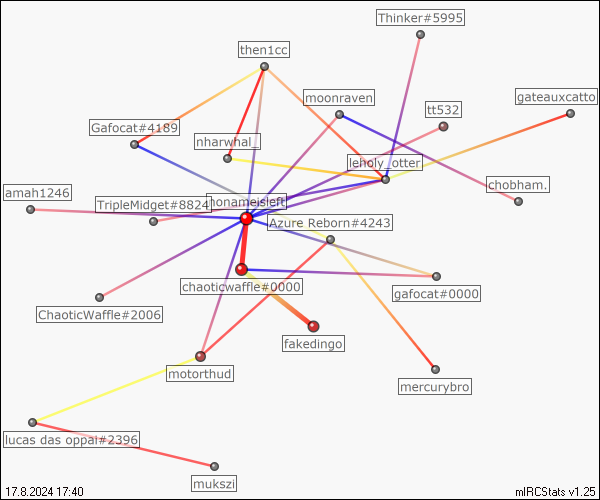 Thinker#5995
then1cc
moonraven
gateauxcatto
tt532
Gafocat#4189
nharwhal_
leholy_otter
amah1246
chobham.
TripleMidget#8824
nonameisleft
Azure Reborn#4243
chaoticwaffle#0000
gafocat#0000
ChaoticWaffle#2006
fakedingo
motorthud
mercurybro
lucas das oppai#2396
mukszi
17.8.2024 17:40
mIRCStats v1.25